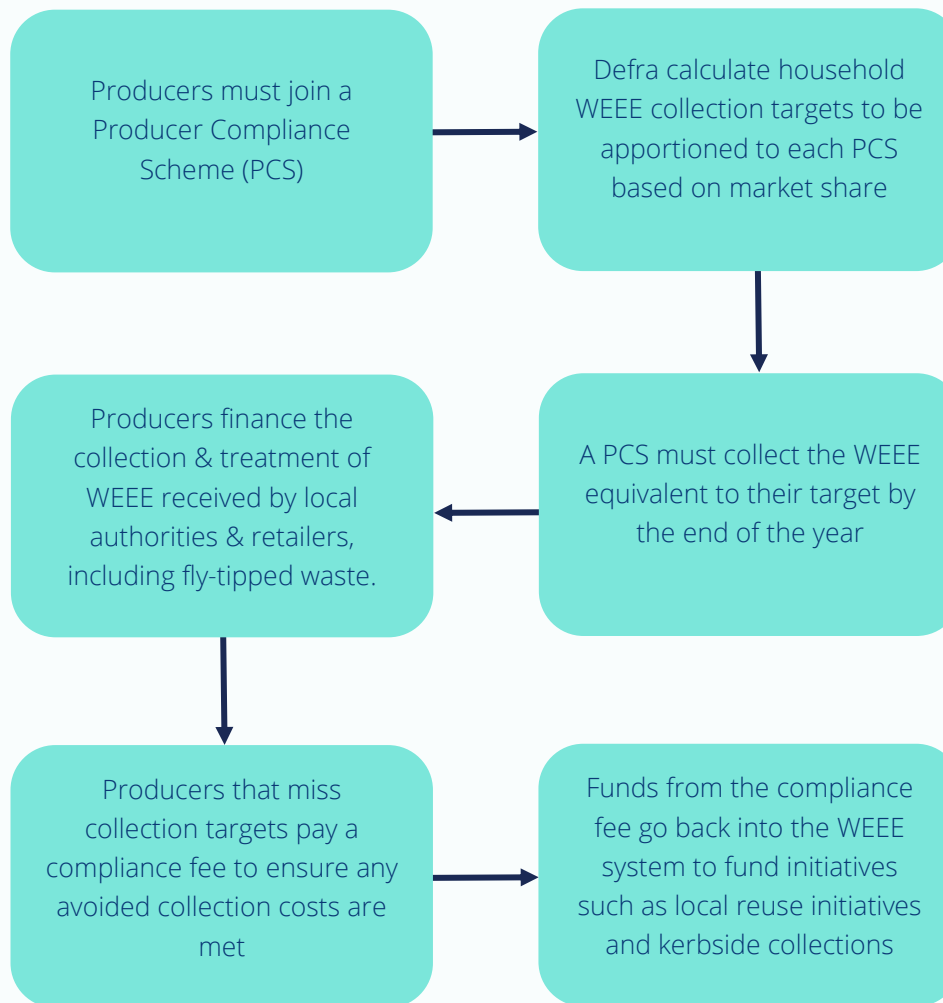 Producers must join a
Producer Compliance
Scheme (PCS)
Defra calculate household
WEEE collection targets to be
apportioned to each PCS
based on market share
A PCS must collect the WEEE
equivalent to their target by
the end of the year
Producers finance the
collection & treatment of
WEEE received by local
authorities & retailers,
including fly-tipped waste.
Producers that miss
collection targets pay a
compliance fee to ensure any
avoided collection costs are
met
Funds from the compliance
fee go back into the WEEE
system to fund initiatives
such as local reuse initiatives
and kerbside collections